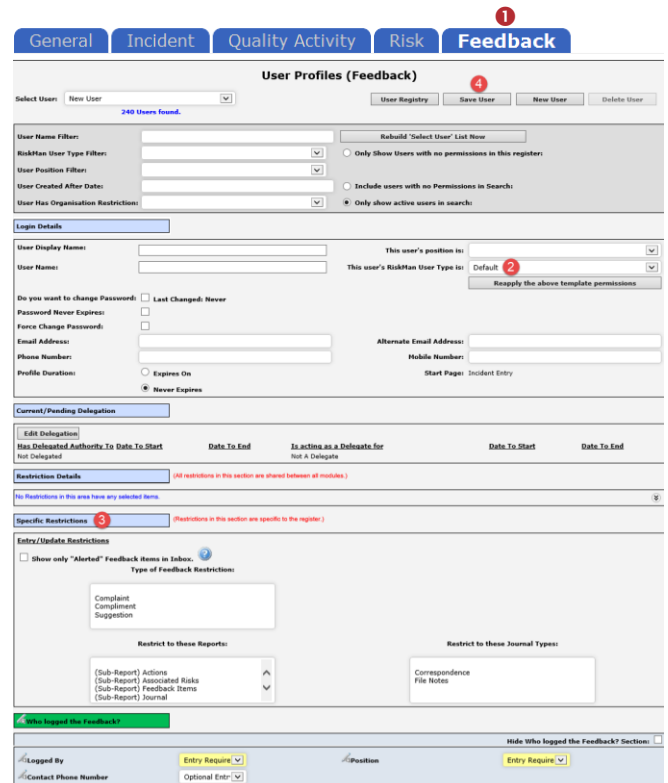 1
General Incident Quality Activity Risk Feedback
User Profiles (Feedback)
4
Select User: New User User Registry Save User New User Delete User
240 Users found.
User Name Filter: Rebuild 'Select User' List Now
RiskMan User Type Filter: Only Show Users with no permissions in this register:
User Position Filter:
User Created After Date: Include users with no Permissions in Search:
User Has Organisation Restriction: Only show active users in search:
Login Details
User Display Name: This user's position is:
User Name: This user's RiskMan User Type is: Default 2
Reapply the above template permissions
Do you want to change Password: Last Changed: Never
Password Never Expires:
Force Change Password:
Email Address: Alternate Email Address:
Phone Number: Mobile Number:
Profile Duration: Expires On Start Page: Incident Entry
Never Expires
Current/Pending Delegation
Edit Delegation
Has Delegated Authority To Date To Start Date To End Is acting as a Delegate for Date To Start Date To End
Not Delegated Not A Delegate
Restriction Details (All restrictions in this section are shared between all modules.)
No Restrictions in this area have any selected items.
Specific Restrictions 3 (Restrictions in this section are specific to the register.)
Entry/Update Restrictions
Show only "Alerted" Feedback items in Inbox. ?
Type of Feedback Restriction:
Complaint
Compliment
Suggestion
Restrict to these Reports: Restrict to these Journal Types:
(Sub-Report) Actions Correspondence
(Sub-Report) Associated Risks File Notes
(Sub-Report) Feedback Items
(Sub-Report) Journal
Who logged the Feedback?
Hide Who logged the Feedback? Section:
Logged By Entry Require Position Entry Require
Contact Phone Number Optional Entr